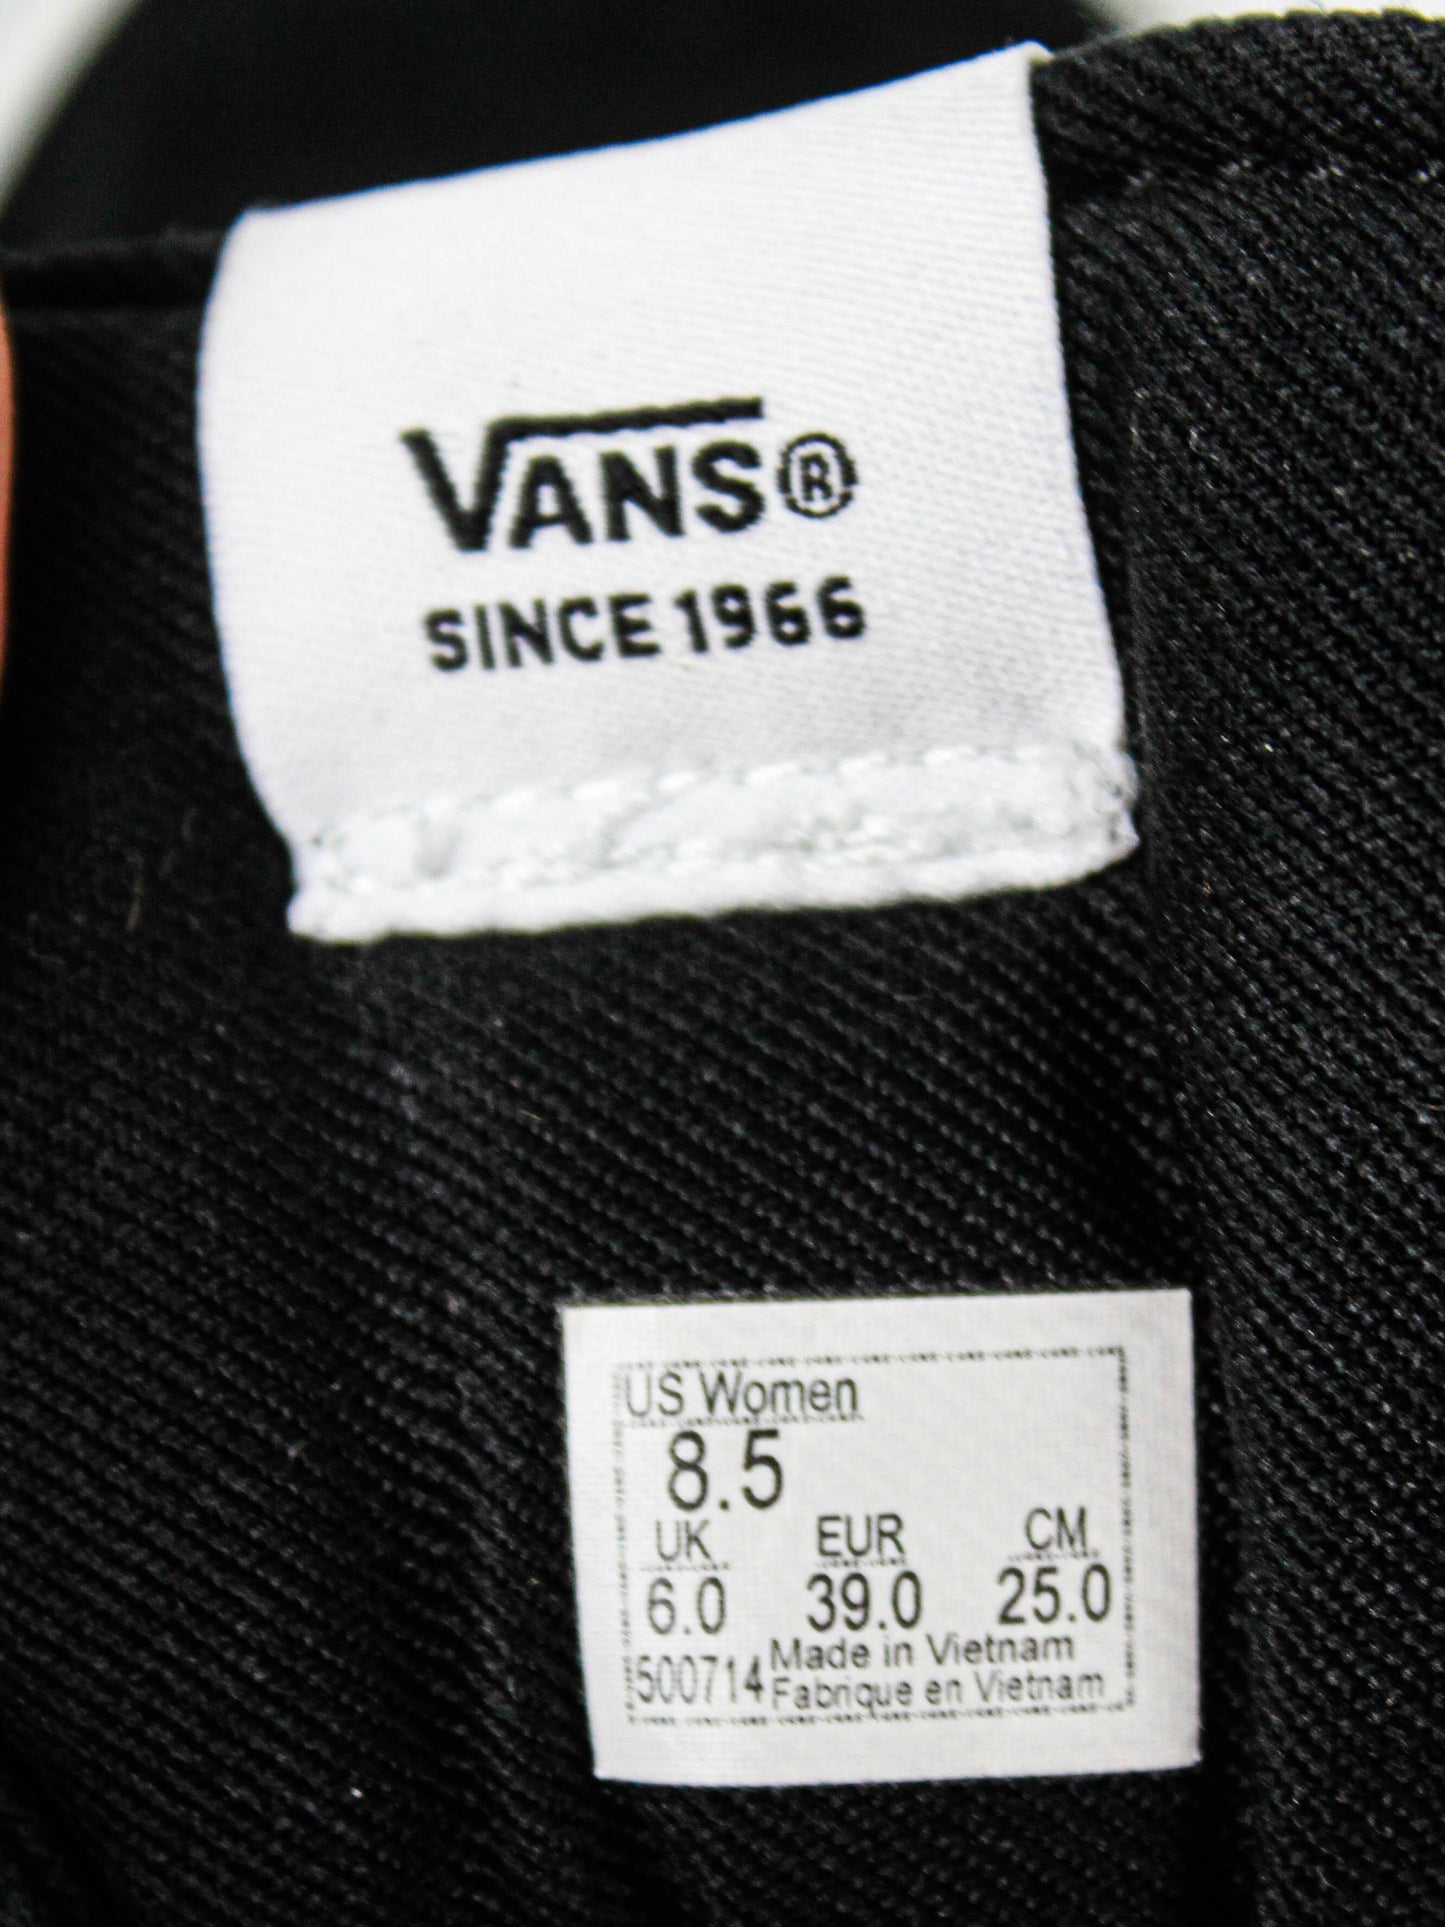 VANS®
SINCE 1966
US Women
8.5
UK EUR CM
6.0 39.0 25.0
500714 Made in Vietnam
Fabrique en Vietnam